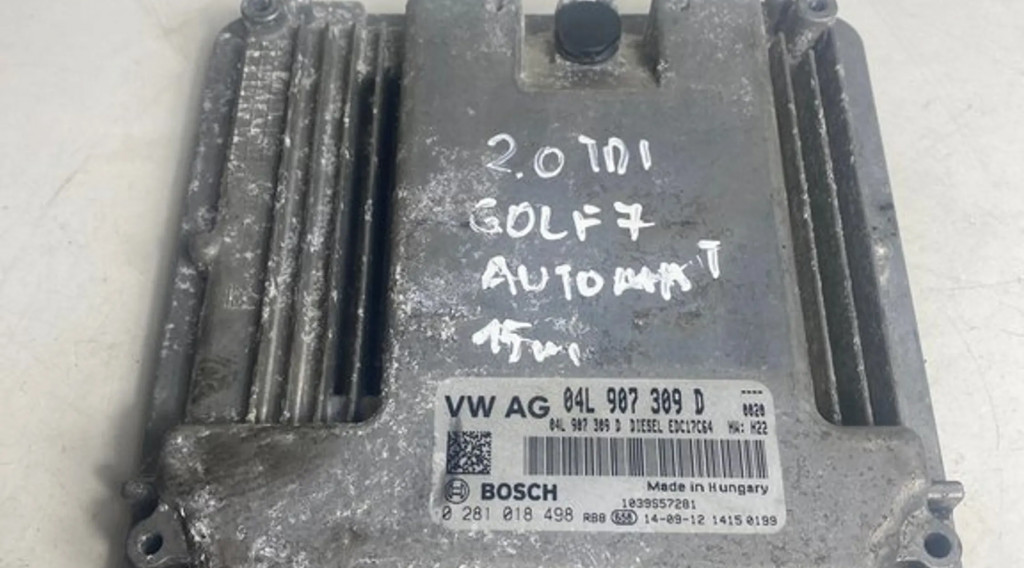 2.0 TDI
GOLF 7
AUTOMAT
VW AG 04L 907 309 D 0020
04L 907 309 D DIESEL EDC17C64 HW: H22
BOSCH Made in Hungary
1039S57281
0 281 018 498 RBB 14-09-12 1415 0199